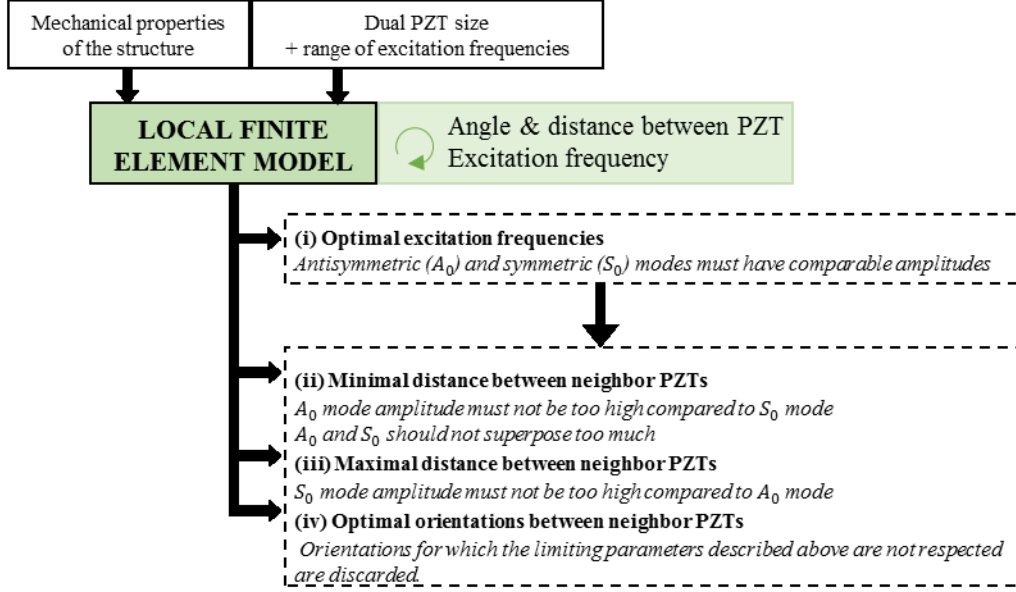 Mechanical properties
of the structure
Dual PZT size
+ range of excitation frequencies
LOCAL FINITE
ELEMENT MODEL
Angle & distance between PZT
Excitation frequency
(i) Optimal excitation frequencies
Antisymmetric (A₀) and symmetric (S₀) modes must have comparable amplitudes
(ii) Minimal distance between neighbor PZTs
A₀ mode amplitude must not be too high compared to S₀ mode
A₀ and S₀ should not superpose too much
(iii) Maximal distance between neighbor PZTs
S₀ mode amplitude must not be too high compared to A₀ mode
(iv) Optimal orientations between neighbor PZTs
Orientations for which the limiting parameters described above are not respected
are discarded.